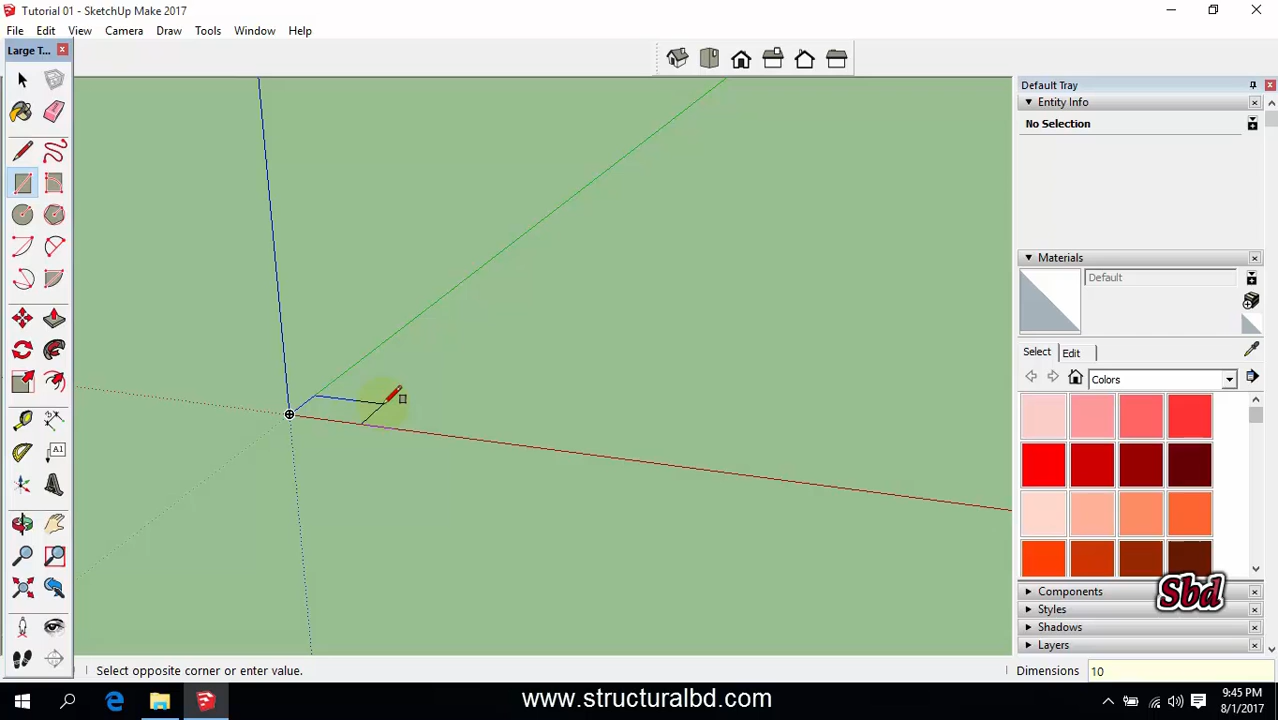 Tutorial 01 - SketchUp Make 2017
File Edit View Camera Draw Tools Window Help
Large T...
Default Tray
Entity Info
No Selection
Materials
Default
Select Edit
Colors
A1
Components
Styles
Shadows
Layers
Sbd
Select opposite corner or enter value.
Dimensions 10
www.structuralbd.com
9:45 PM
8/1/2017